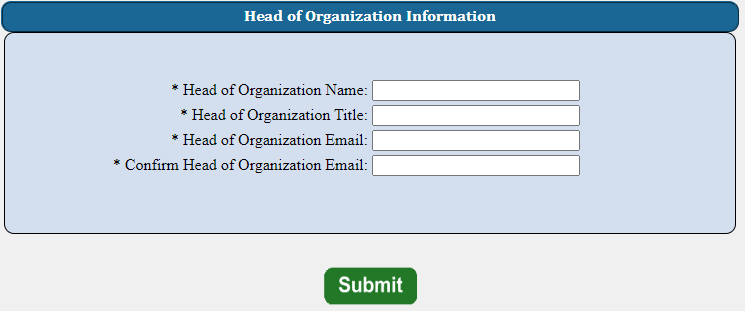 Head of Organization Information
* Head of Organization Name:
* Head of Organization Title:
* Head of Organization Email:
* Confirm Head of Organization Email:
Submit